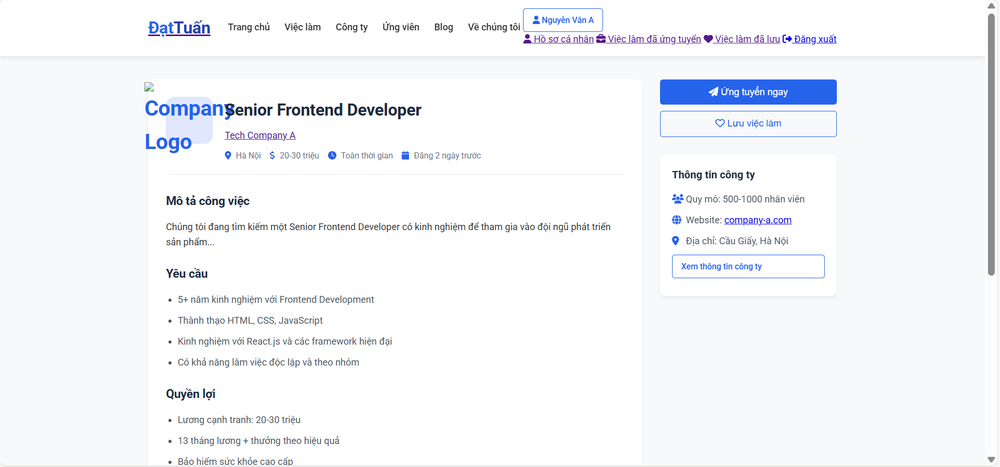 ĐạtTuấn
Trang chủ Việc làm Công ty Ứng viên Blog Về chúng tôi
Nguyễn Văn A
Hồ sơ cá nhân Việc làm đã ứng tuyển Việc làm đã lưu Đăng xuất
Company Logo
Senior Frontend Developer
Tech Company A
Hà Nội 20-30 triệu Toàn thời gian Đăng 2 ngày trước
Mô tả công việc
Chúng tôi đang tìm kiếm một Senior Frontend Developer có kinh nghiệm để tham gia vào đội ngũ phát triển
sản phẩm...
Yêu cầu
5+ năm kinh nghiệm với Frontend Development
Thành thạo HTML, CSS, JavaScript
Kinh nghiệm với React.js và các framework hiện đại
Có khả năng làm việc độc lập và theo nhóm
Quyền lợi
Lương cạnh tranh: 20-30 triệu
13 tháng lương + thưởng theo hiệu quả
Bảo hiểm sức khỏe cao cấp
Ứng tuyển ngay
Lưu việc làm
Thông tin công ty
Quy mô: 500-1000 nhân viên
Website: company-a.com
Địa chỉ: Cầu Giấy, Hà Nội
Xem thông tin công ty